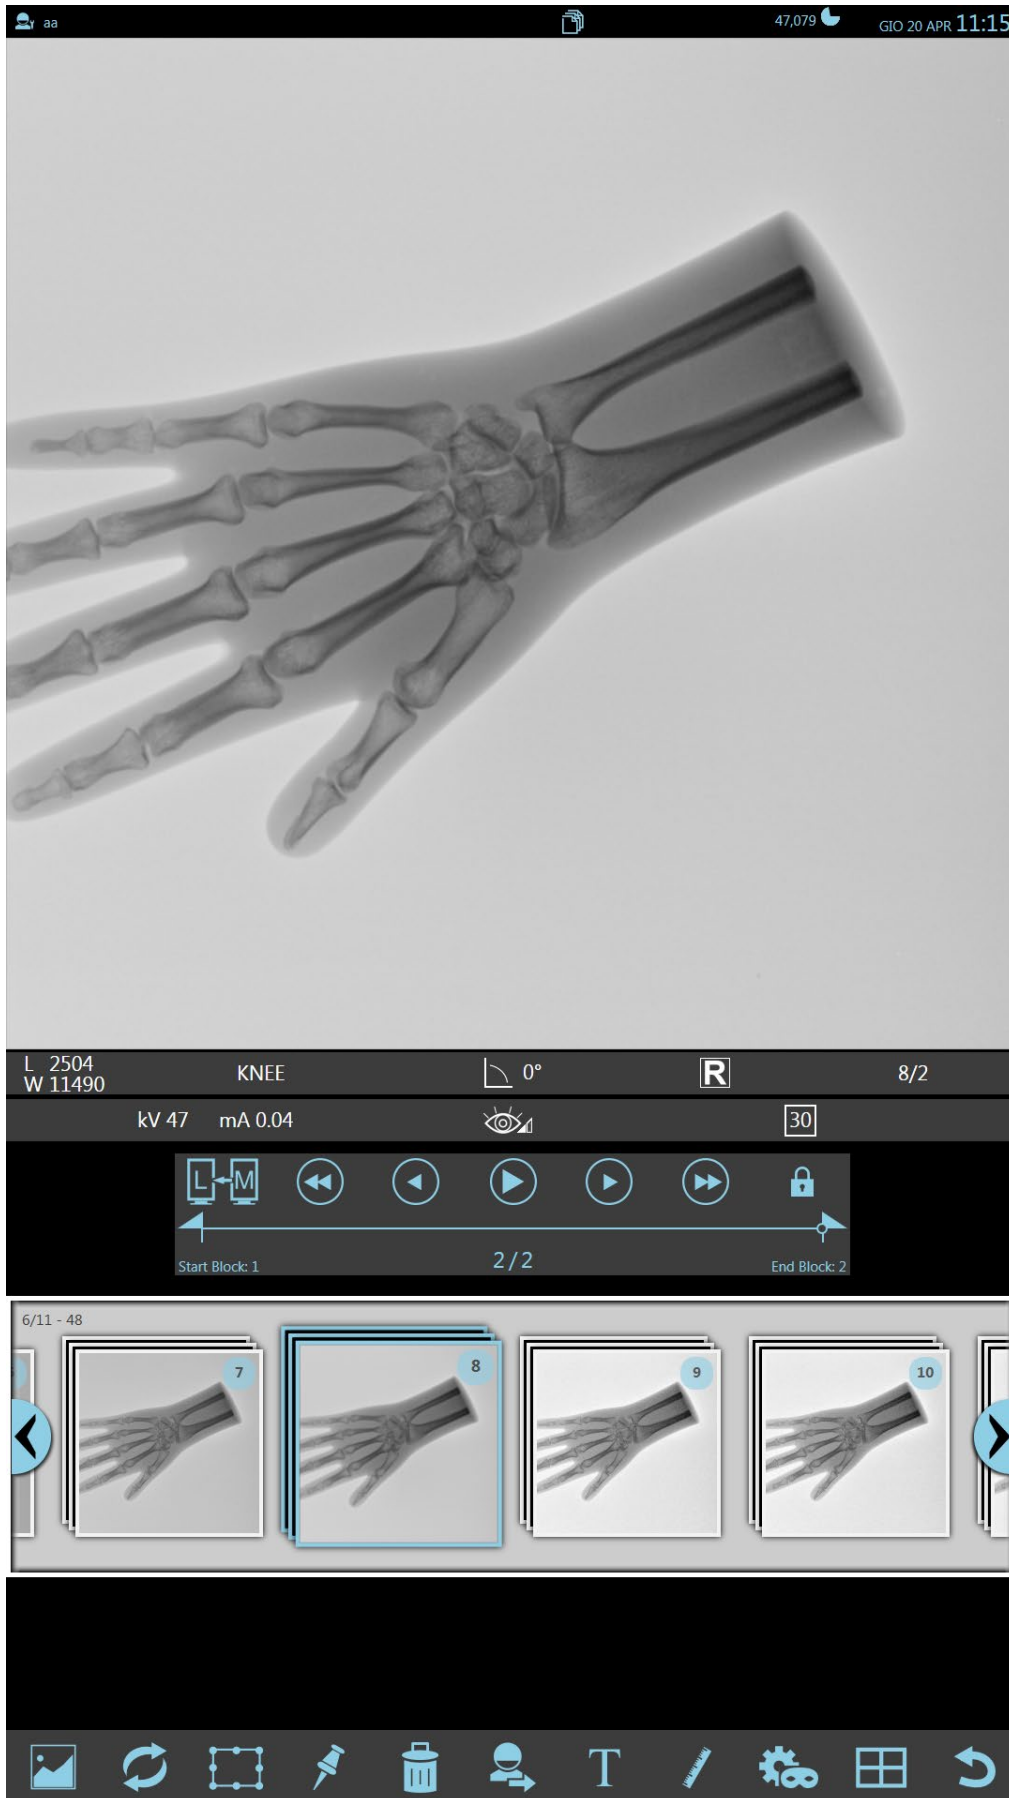 aa 47,079 GIO 20 APR 11:15
L 2504
W 11490
KNEE 0° R 8/2
kV 47 mA 0.04 30
L M
Start Block: 1 2 / 2 End Block: 2
6/11 - 48
7 8 9 10
T